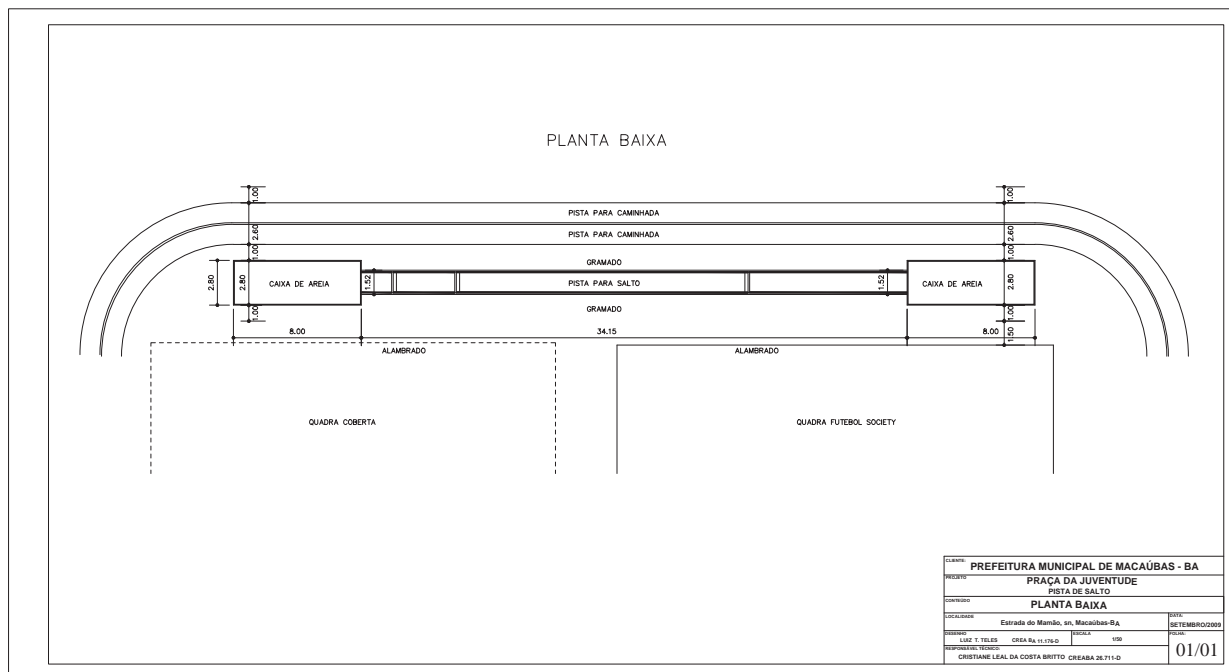 PLANTA BAIXA
1.00
1.00
PISTA PARA CAMINHADA
2.60
PISTA PARA CAMINHADA
2.60
1.00
GRAMADO
1.00
2.80
2.80
CAIXA DE AREIA
1.52
PISTA PARA SALTO
1.52
CAIXA DE AREIA
2.80
1.00
GRAMADO
1.00
8.00
34.15
8.00
1.50
ALAMBRADO
ALAMBRADO
QUADRA COBERTA
QUADRA FUTEBOL SOCIETY
CLIENTE:
PREFEITURA MUNICIPAL DE MACAÚBAS - BA
PROJETO
PRAÇA DA JUVENTUDE
PISTA DE SALTO
CONTEÚDO
PLANTA BAIXA
LOCALIDADE
Estrada do Mamão, sn, Macaúbas-BA
DATA:
SETEMBRO/2009
DESENHO
LUIZ T. TELES CREA BA 11.176-D
ESCALA
1/50
FOLHA:
01/01
RESPONSÁVEL TÉCNICO:
CRISTIANE LEAL DA COSTA BRITTO CREABA 26.711-D